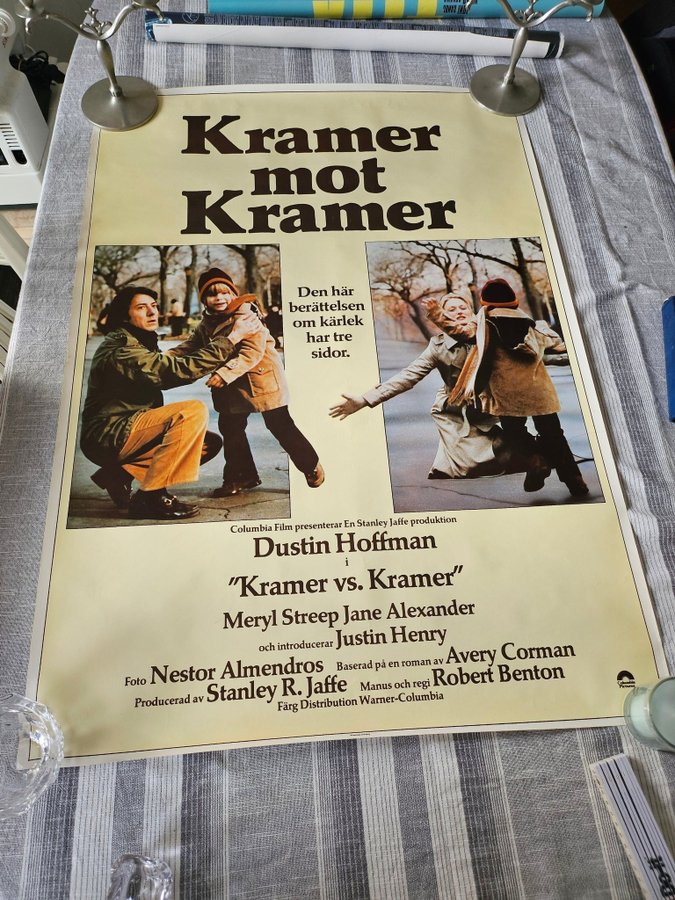 Kramer
mot
Kramer
Den här
berättelsen
om kärlek
har tre
sidor.
Columbia Film presenterar En Stanley Jaffe produktion
Dustin Hoffman
i
"Kramer vs. Kramer"
Meryl Streep Jane Alexander
och introducerar Justin Henry
Foto Nestor Almendros Baserad på en roman av Avery Corman
Producerad av Stanley R. Jaffe Manus och regi Robert Benton
Färg Distribution Warner-Columbia
Columbia
Pictures